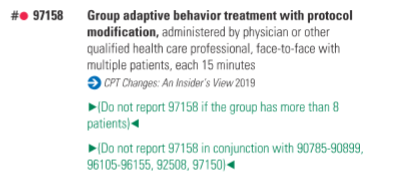 #● 97158 Group adaptive behavior treatment with protocol
modification, administered by physician or other
qualified health care professional, face-to-face with
multiple patients, each 15 minutes
➔ CPT Changes: An Insider's View 2019
▶(Do not report 97158 if the group has more than 8
patients)◀
▶(Do not report 97158 in conjunction with 90785-90899,
96105-96155, 92508, 97150)◀